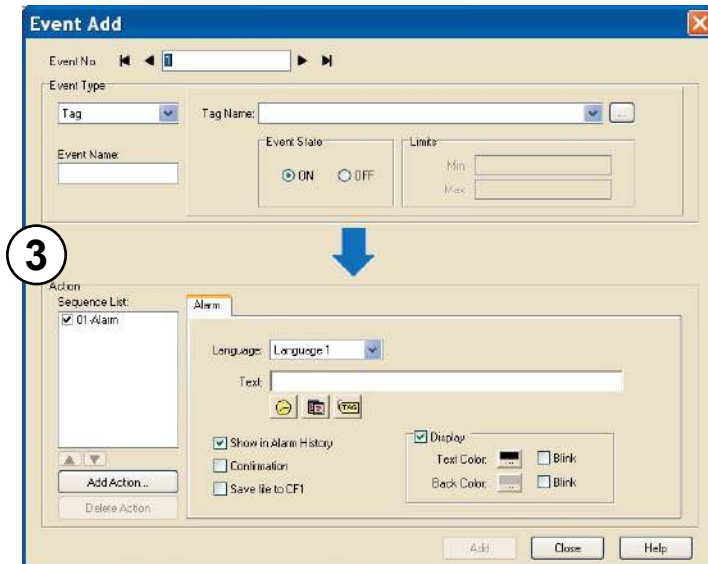 Event Add
Event No. 1
Event Type
Tag
Tag Name:
...
Event Name:
Event State
ON OFF
Limits
Min:
Max:
3
Action
Sequence List:
01-Alarm
Alarm
Language: Language 1
Text:
TAG
Show in Alarm History
Confirmation
Save file to CF1
Display
Text Color: ... Blink
Back Color: ... Blink
Add Action...
Delete Action
Add Close Help